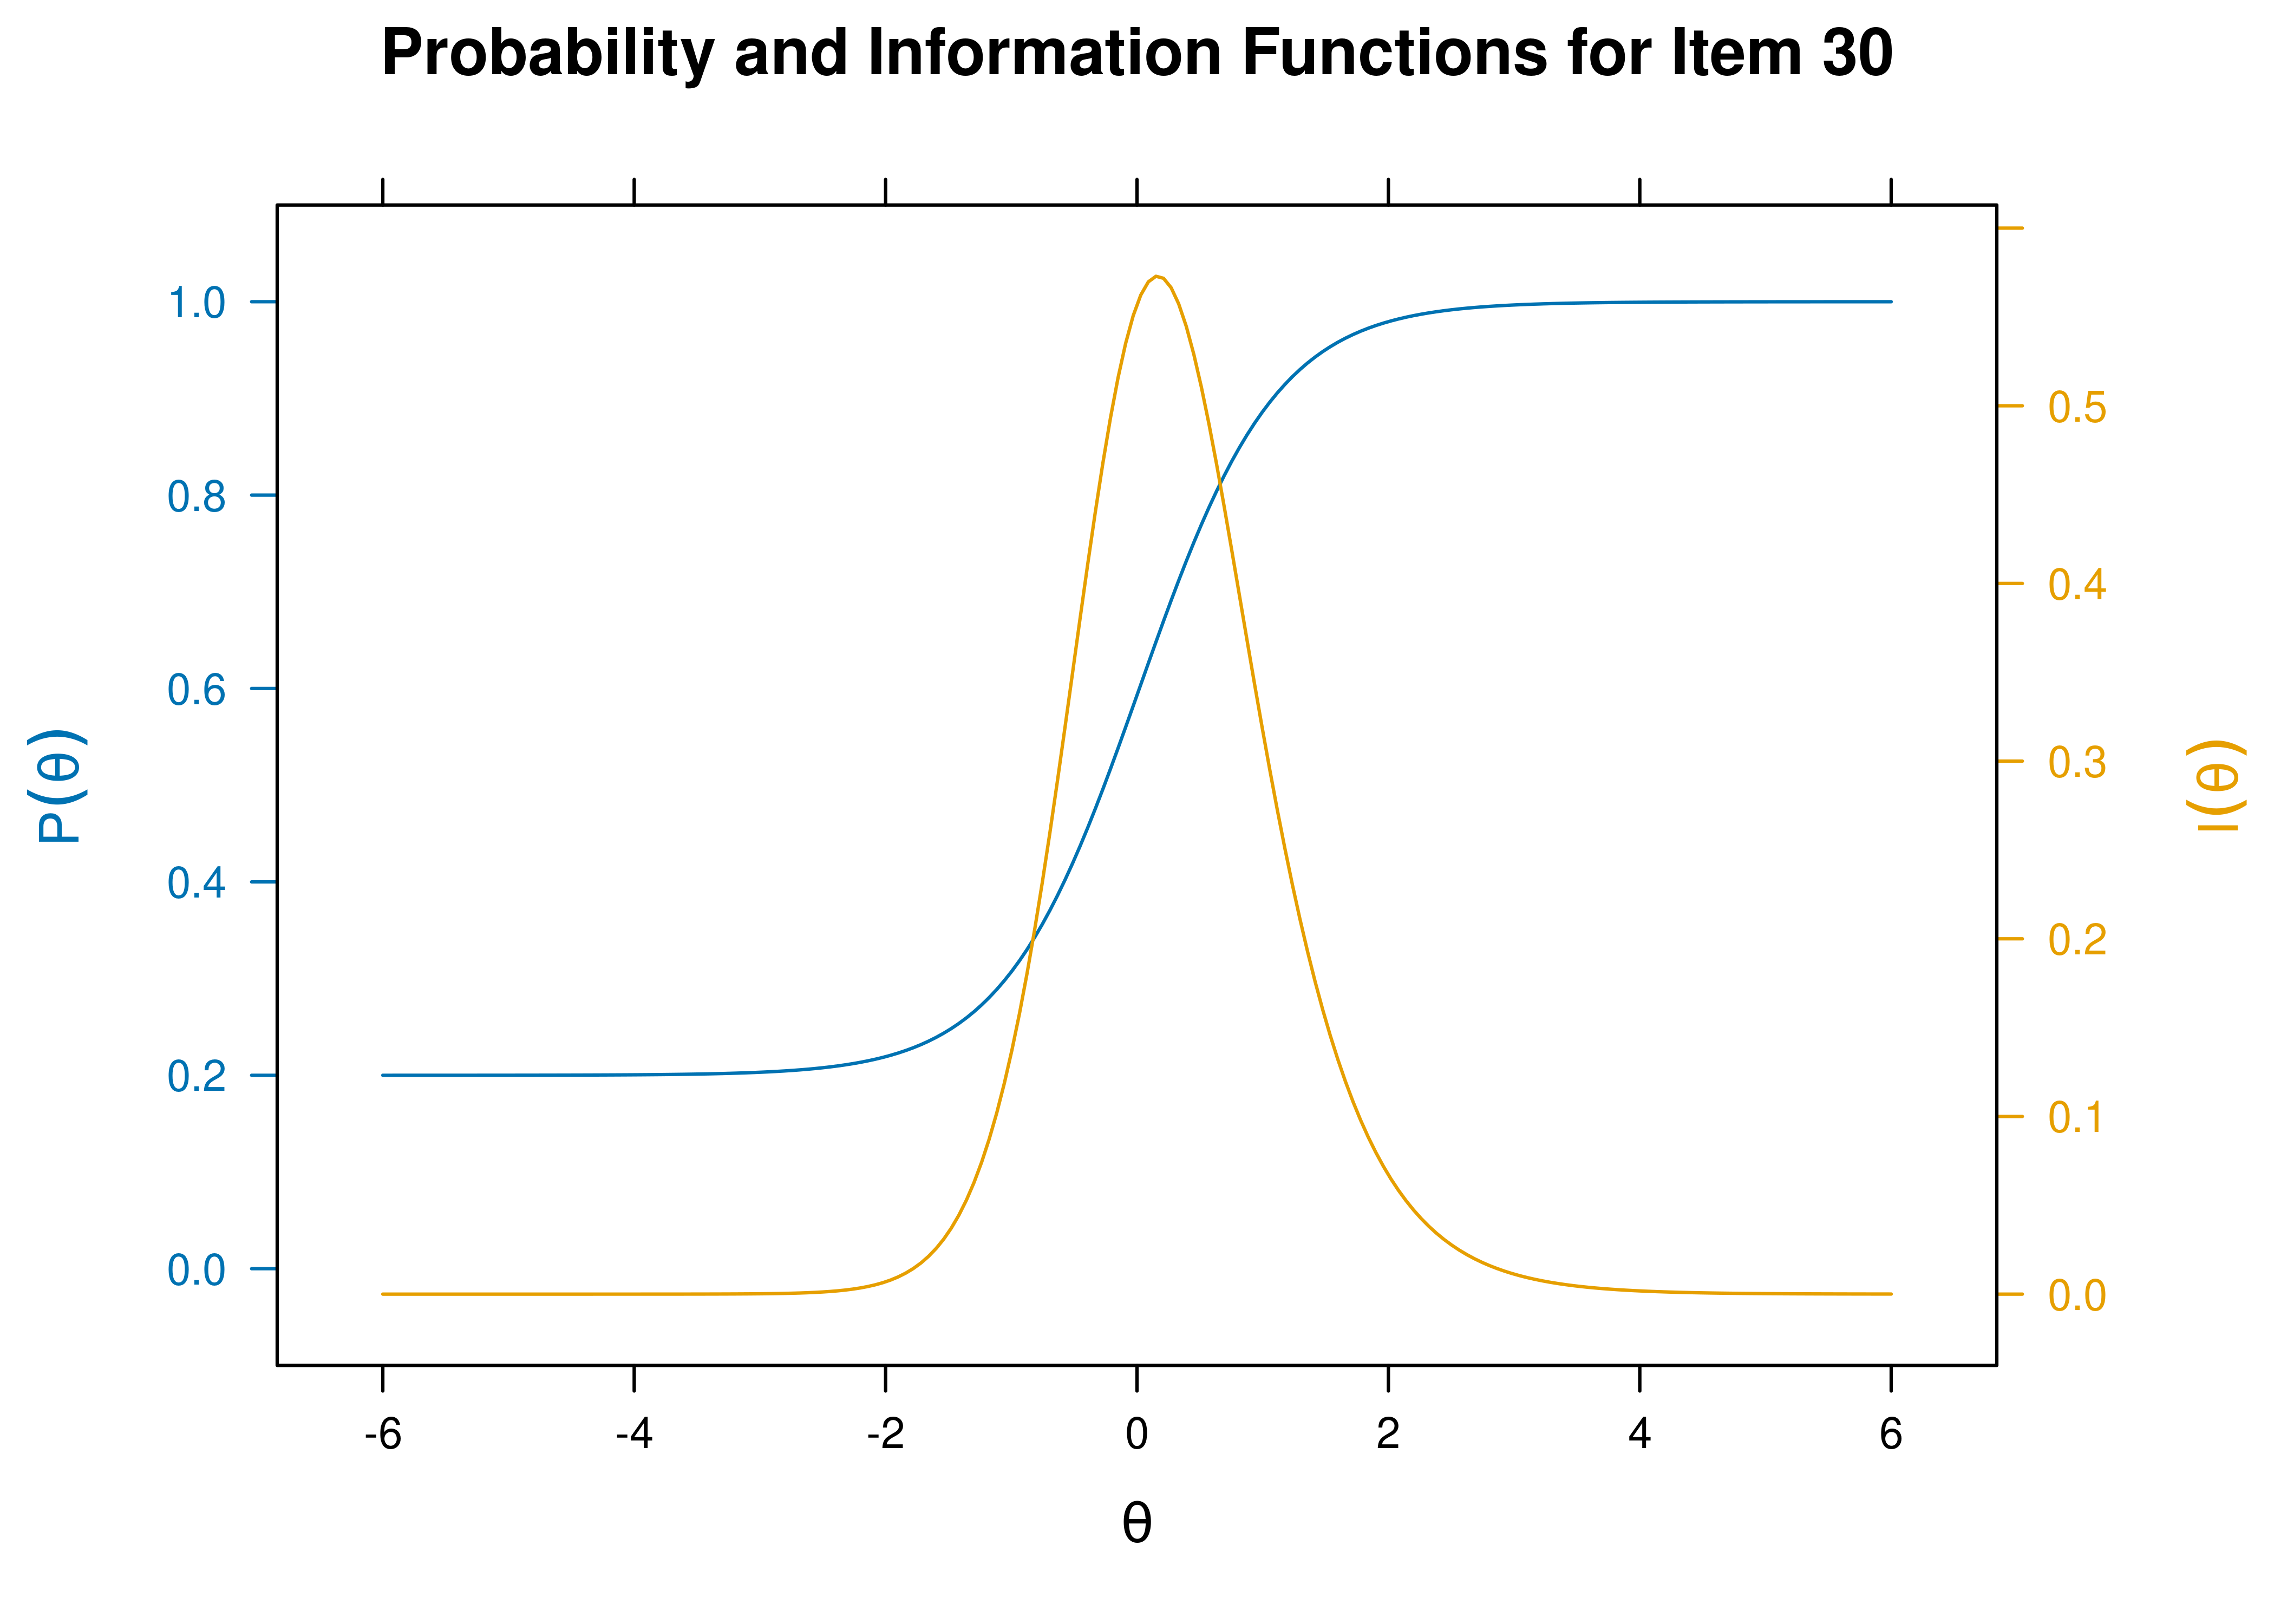 Probability and Information Functions for Item 30
P(θ)
1.0
0.8
0.6
0.4
0.2
0.0
0.5
0.4
0.3
0.2
0.1
0.0
I(θ)
-6 -4 -2 0 2 4 6
θ